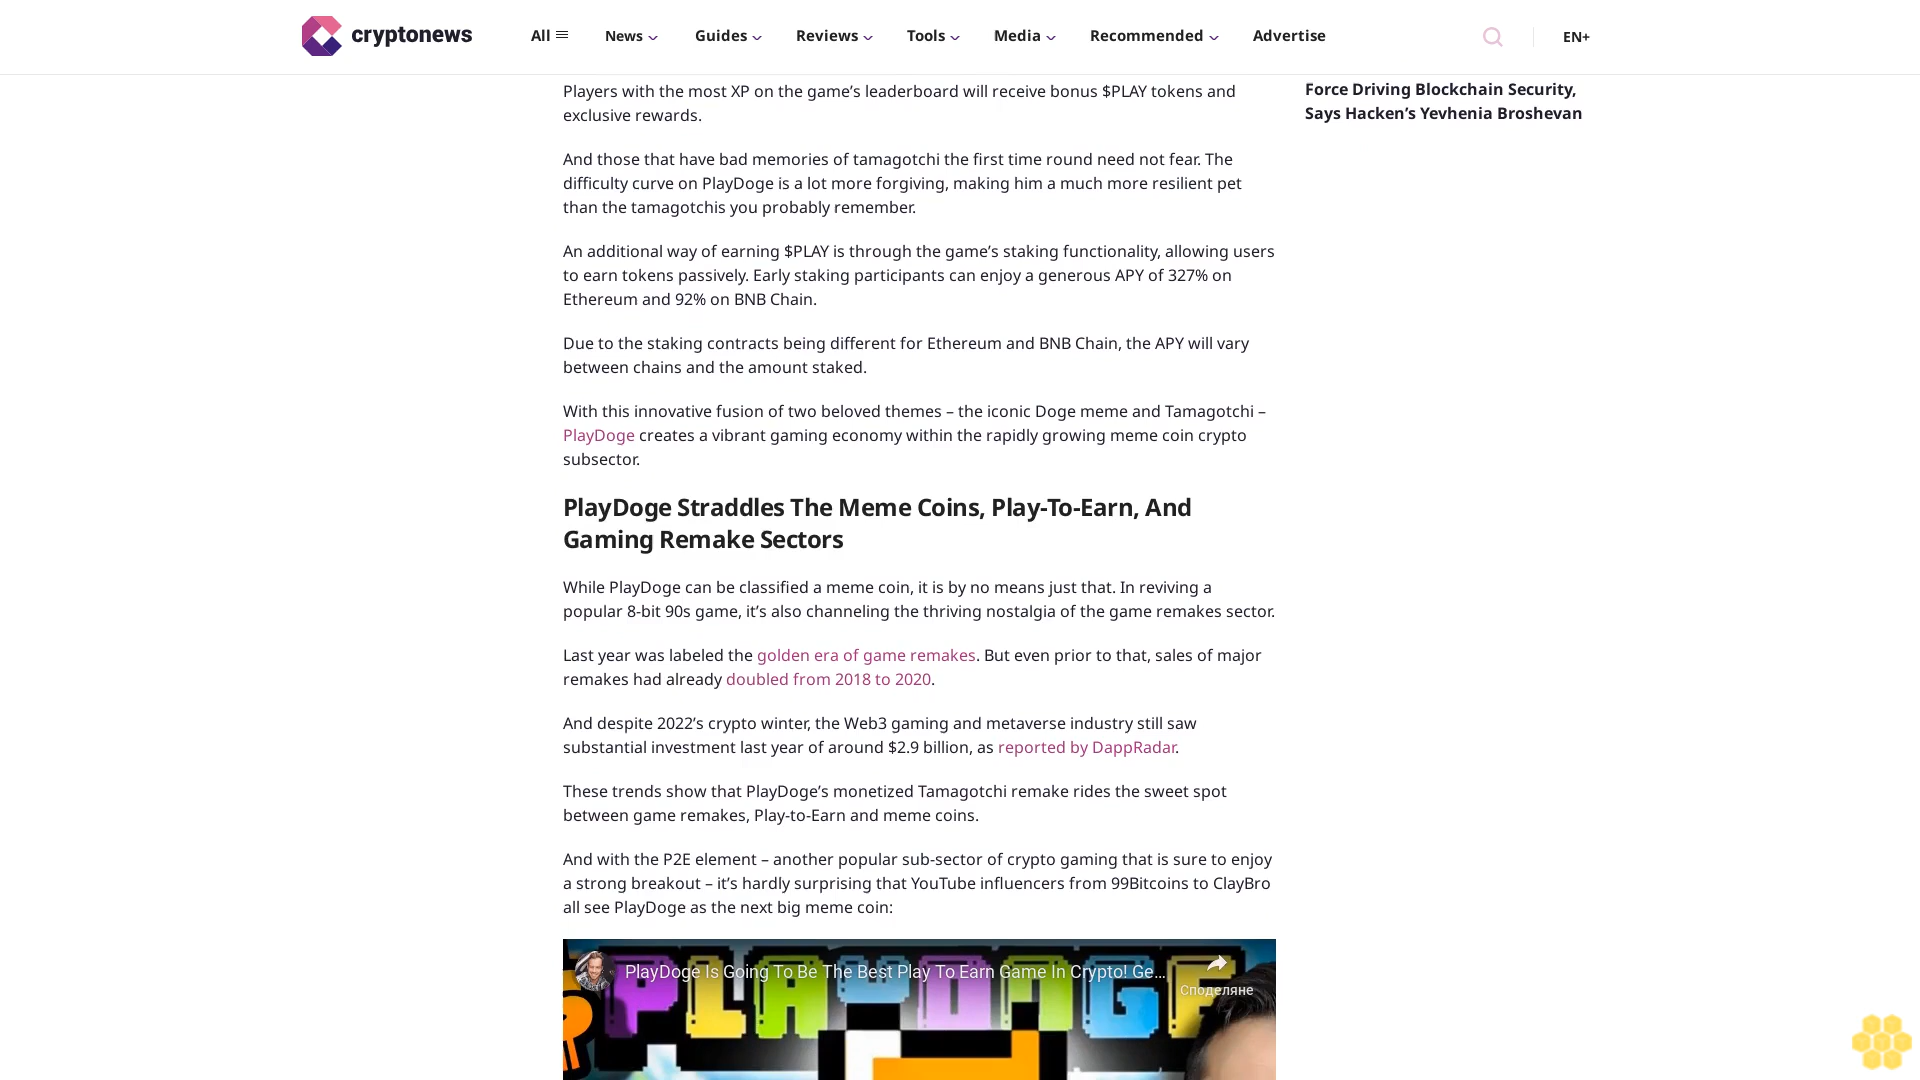 cryptonews
All
News
Guides
Reviews
Tools
Media
Recommended
Advertise
EN+
Players with the most XP on the game’s leaderboard will receive bonus $PLAY tokens and
exclusive rewards.
And those that have bad memories of tamagotchi the first time round need not fear. The
difficulty curve on PlayDoge is a lot more forgiving, making him a much more resilient pet
than the tamagotchis you probably remember.
An additional way of earning $PLAY is through the game’s staking functionality, allowing users
to earn tokens passively. Early staking participants can enjoy a generous APY of 327% on
Ethereum and 92% on BNB Chain.
Due to the staking contracts being different for Ethereum and BNB Chain, the APY will vary
between chains and the amount staked.
With this innovative fusion of two beloved themes – the iconic Doge meme and Tamagotchi –
PlayDoge creates a vibrant gaming economy within the rapidly growing meme coin crypto
subsector.
PlayDoge Straddles The Meme Coins, Play-To-Earn, And
Gaming Remake Sectors
While PlayDoge can be classified a meme coin, it is by no means just that. In reviving a
popular 8-bit 90s game, it’s also channeling the thriving nostalgia of the game remakes sector.
Last year was labeled the golden era of game remakes. But even prior to that, sales of major
remakes had already doubled from 2018 to 2020.
And despite 2022’s crypto winter, the Web3 gaming and metaverse industry still saw
substantial investment last year of around $2.9 billion, as reported by DappRadar.
These trends show that PlayDoge’s monetized Tamagotchi remake rides the sweet spot
between game remakes, Play-to-Earn and meme coins.
And with the P2E element – another popular sub-sector of crypto gaming that is sure to enjoy
a strong breakout – it’s hardly surprising that YouTube influencers from 99Bitcoins to ClayBro
all see PlayDoge as the next big meme coin:
PlayDoge Is Going To Be The Best Play To Earn Game In Crypto! Ge...
Споделяне
PLAYDOGE
Force Driving Blockchain Security,
Says Hacken’s Yevhenia Broshevan